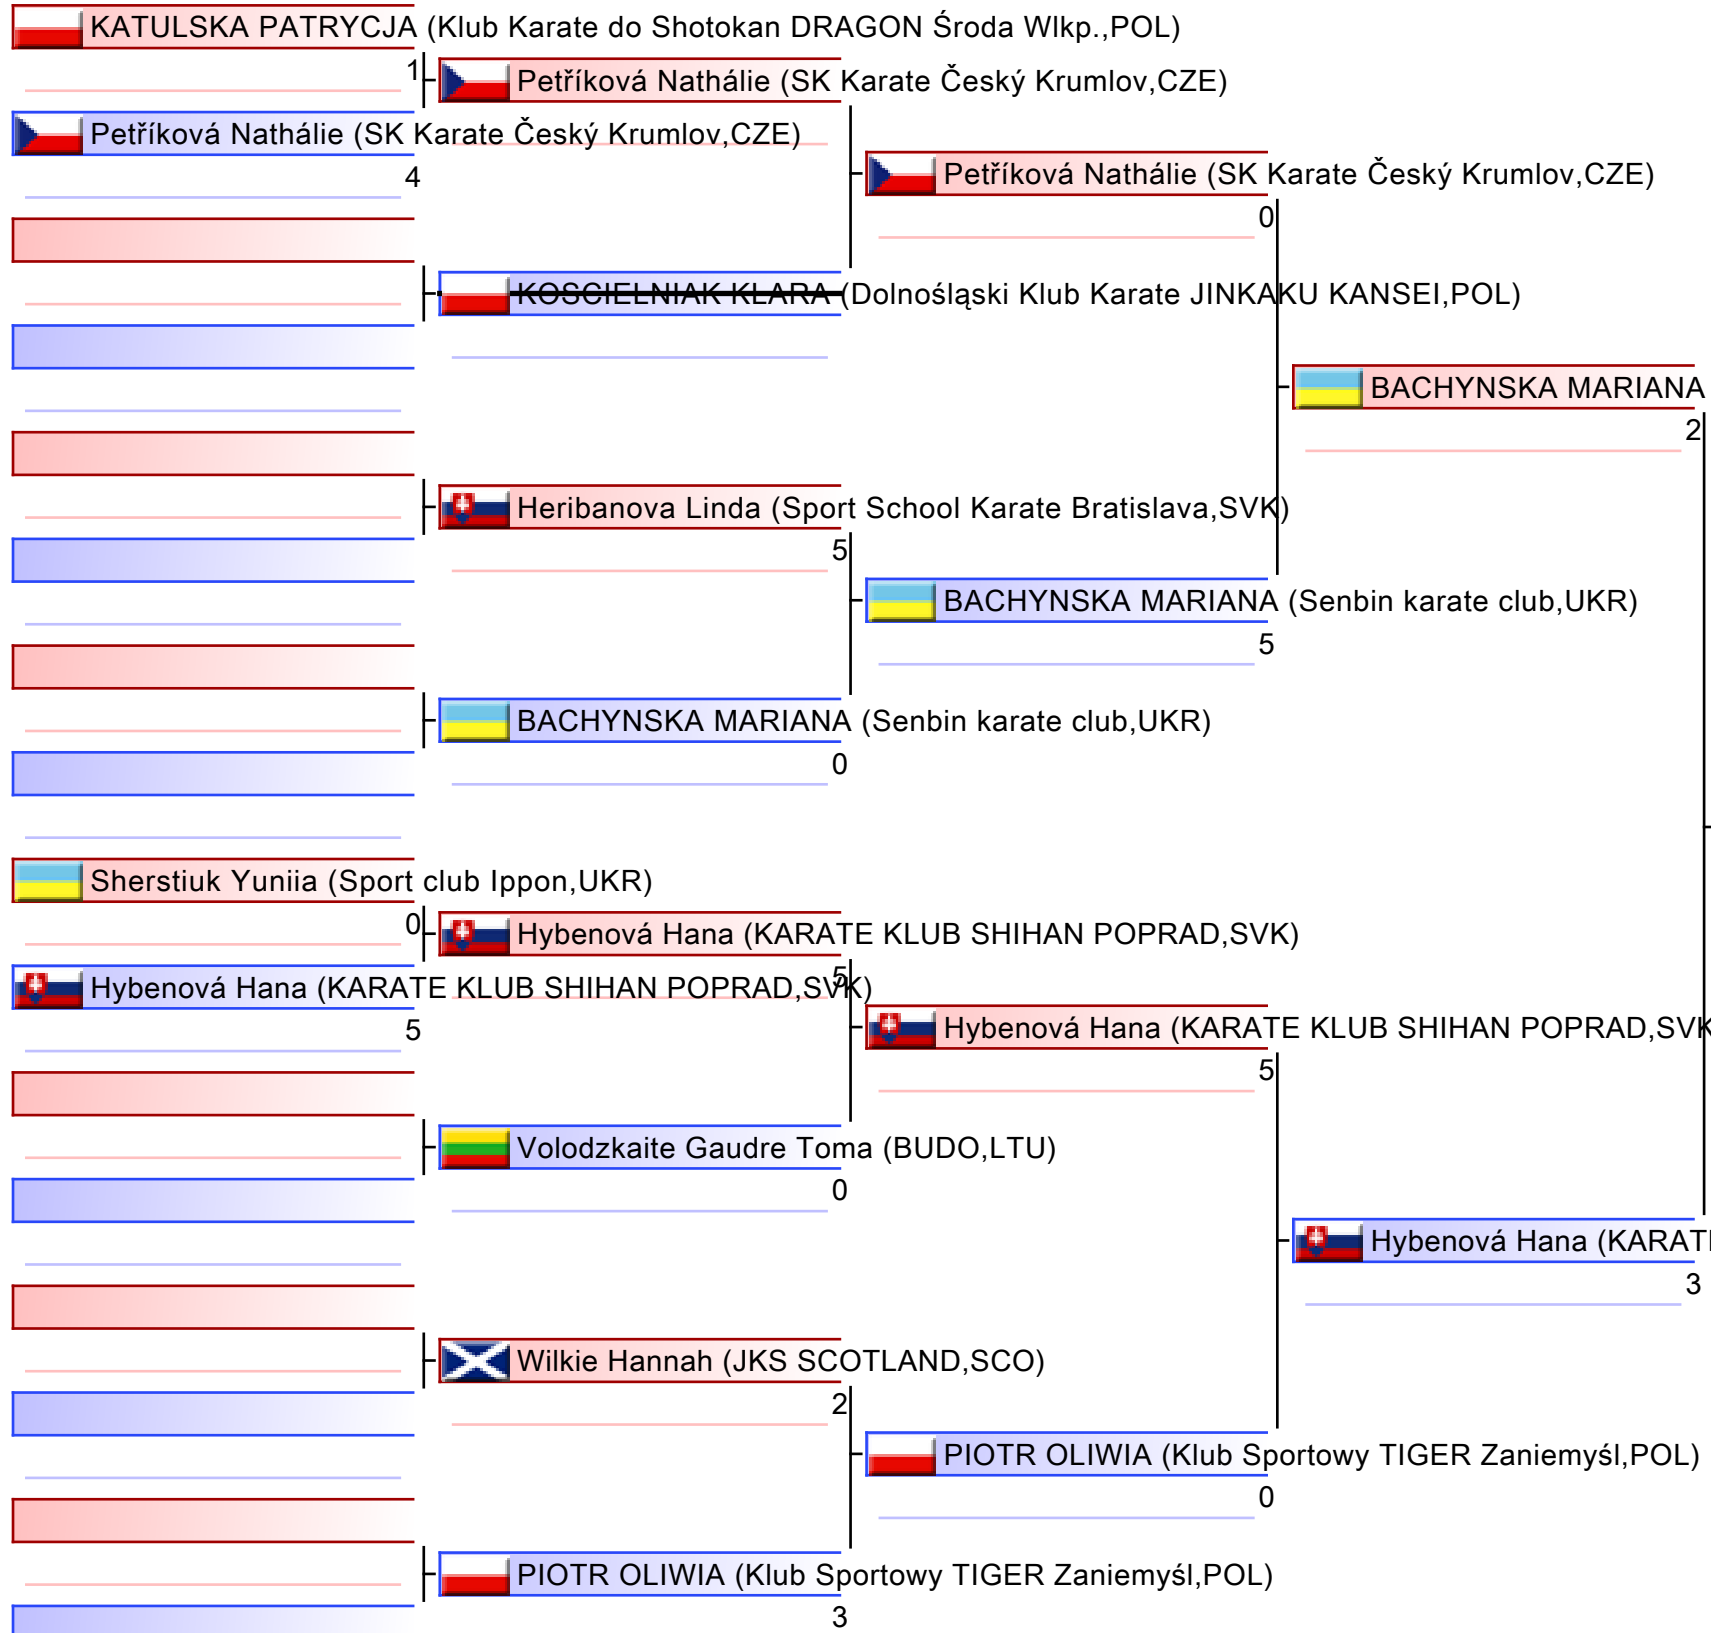 KATULSKA PATRYCJA (Klub Karate do Shotokan DRAGON Środa Wlkp.,POL)
1
Petříková Nathálie (SK Karate Český Krumlov,CZE)
Petříková Nathálie (SK Karate Český Krumlov,CZE)
4
Petříková Nathálie (SK Karate Český Krumlov,CZE)
0
KOSCIELNIAK KLARA (Dolnośląski Klub Karate JINKAKU KANSEI,POL)
BACHYNSKA MARIANA
2
Heribanova Linda (Sport School Karate Bratislava,SVK)
5
BACHYNSKA MARIANA (Senbin karate club,UKR)
5
BACHYNSKA MARIANA (Senbin karate club,UKR)
0
Sherstiuk Yuniia (Sport club Ippon,UKR)
0
Hybenová Hana (KARATE KLUB SHIHAN POPRAD,SVK)
5
Hybenová Hana (KARATE KLUB SHIHAN POPRAD,SVK)
5
Hybenová Hana (KARATE KLUB SHIHAN POPRAD,SVK
5
Volodzkaite Gaudre Toma (BUDO,LTU)
0
Hybenová Hana (KARAT
3
Wilkie Hannah (JKS SCOTLAND,SCO)
2
PIOTR OLIWIA (Klub Sportowy TIGER Zaniemyśl,POL)
0
PIOTR OLIWIA (Klub Sportowy TIGER Zaniemyśl,POL)
3